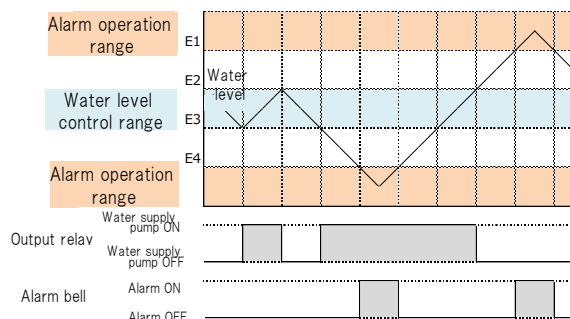 Alarm operation
range
E1
E2
Water
level
Water level
control range
E3
E4
Alarm operation
range
Water supply
pump ON
Output relav
Water supply
pump OFF
Alarm ON
Alarm bell
Alarm OFF